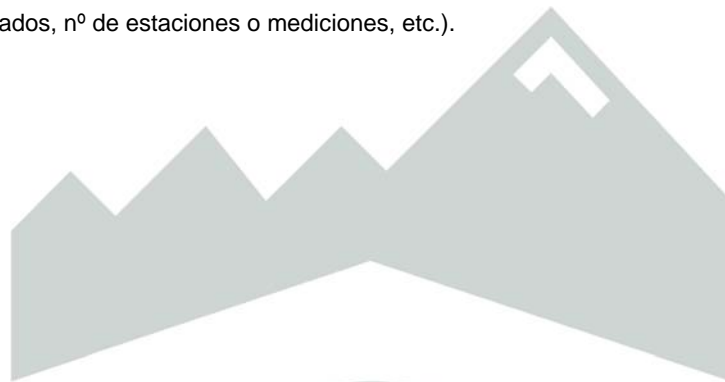 ados, nº de estaciones o mediciones, etc.).